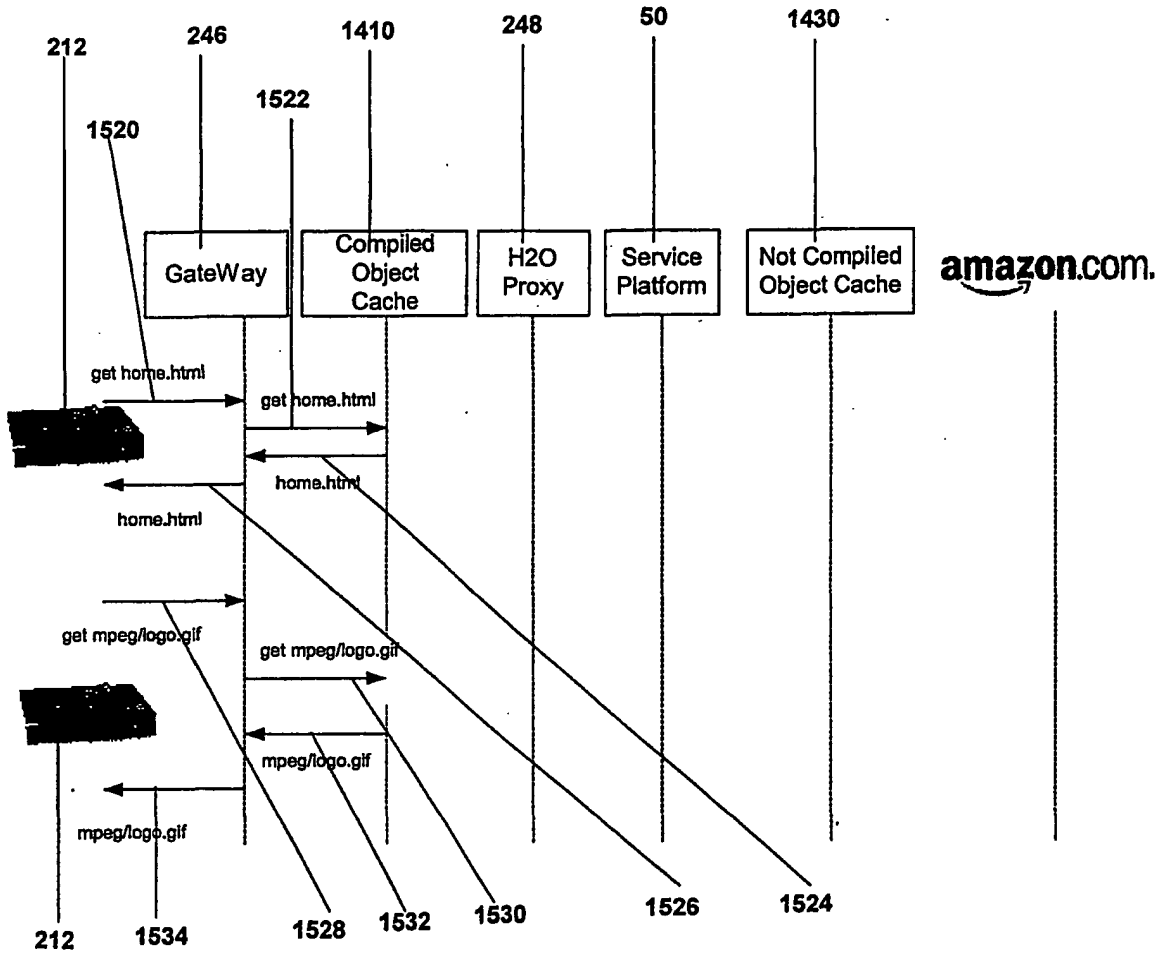 50
1430
248
1410
246
212
1522
1520
GateWay
Compiled
Object
Cache
H2O
Proxy
Service
Platform
Not Compiled
Object Cache
amazon.com.
get home.html
get home.html
home.html
home.html
get mpeg/logo.gif
get mpeg/logo.gif
mpeg/logo.gif
mpeg/logo.gif
212
1534
1528
1532
1530
1526
1524